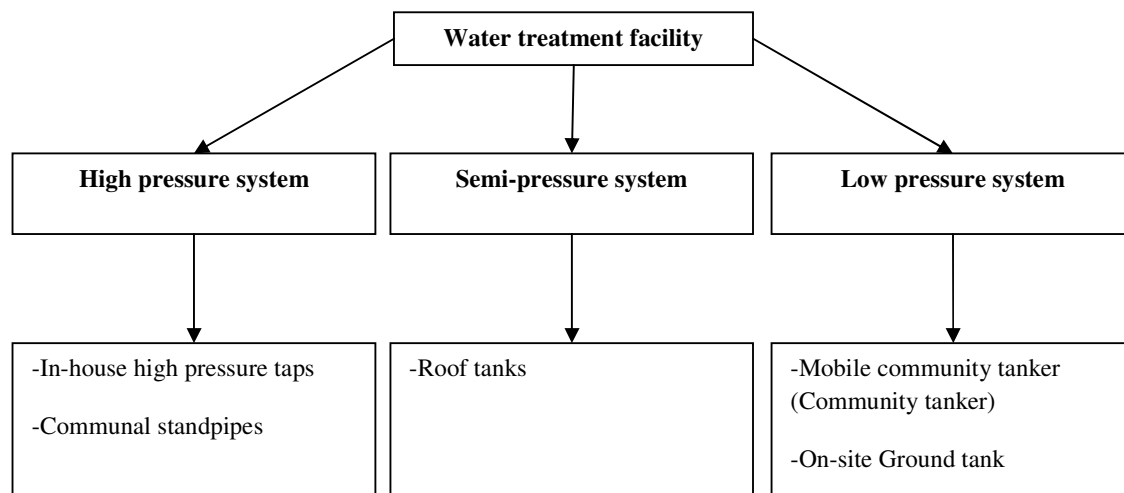 Water treatment facility
High pressure system
Semi-pressure system
Low pressure system
-In-house high pressure taps
-Communal standpipes
-Roof tanks
-Mobile community tanker
(Community tanker)
-On-site Ground tank